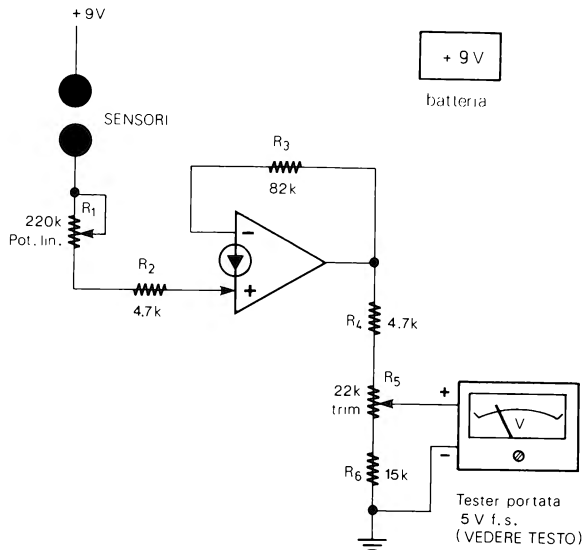 +9V
+9V
batteria
SENSORI
R3
82k
R1
220k
Pot. lin.
R2
4.7k
−
+
R4
4.7k
R5
22k
trim
+
V
−
R6
15k
Tester portata
5 V f.s.
(VEDERE TESTO)